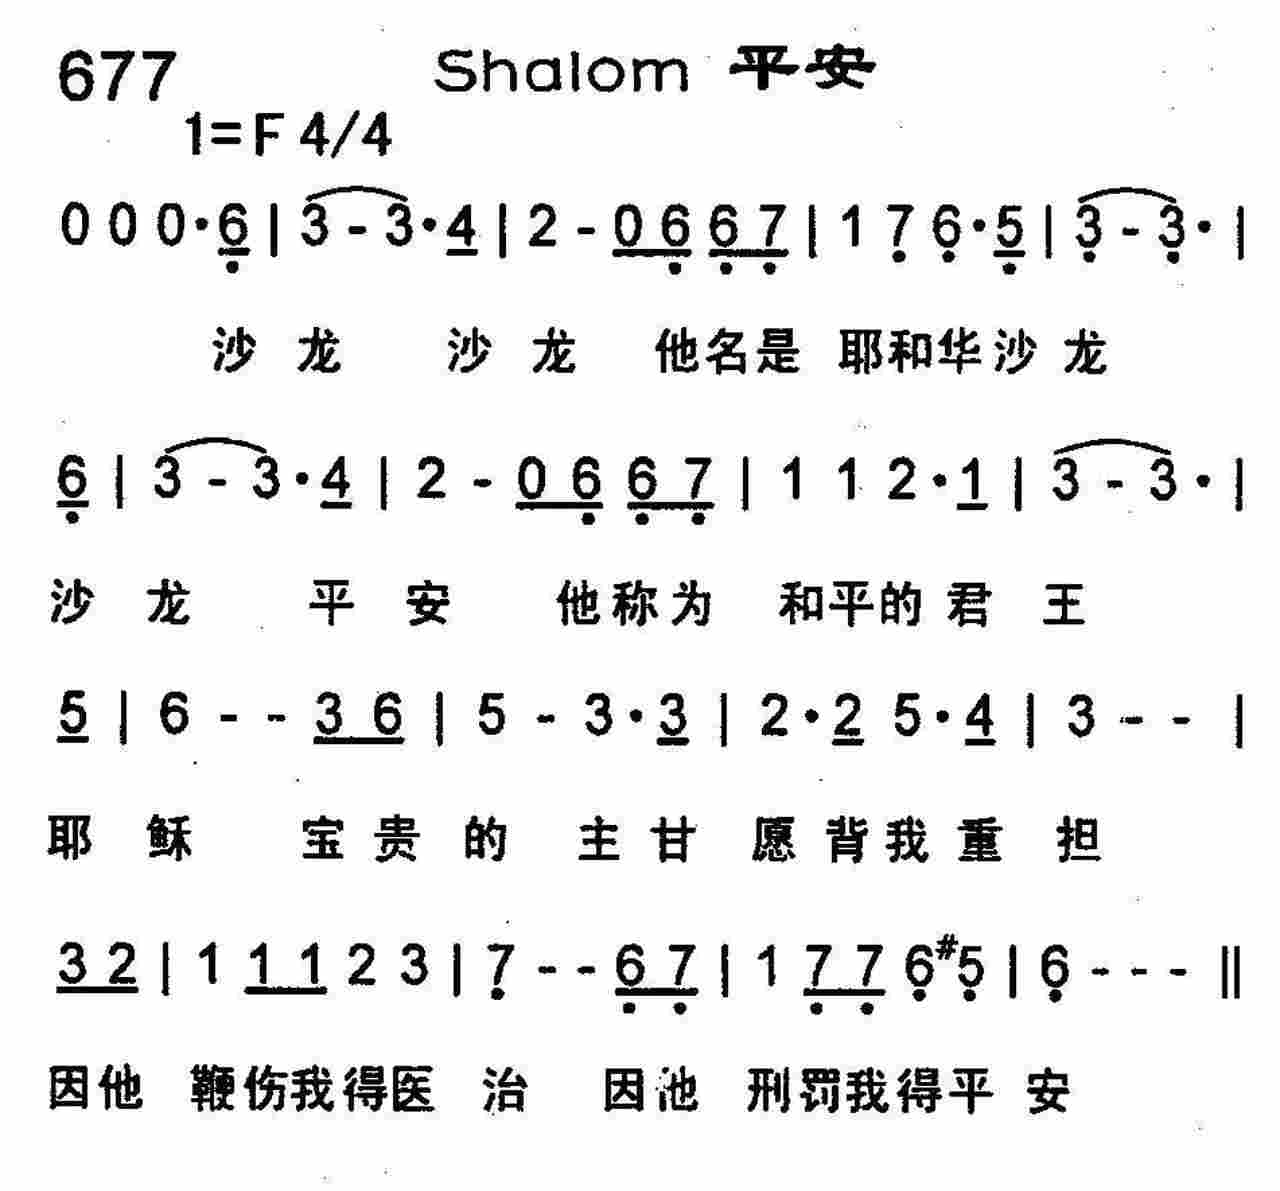 677 Shalom 平安
1=F 4/4
0 0 0·6 | 3 - 3·4 | 2 - 0 6 6 7 | 1 7 6·5 | 3 - 3· |
沙 龙 沙 龙 他名是 耶和华沙 龙
6 | 3 - 3·4 | 2 - 0 6 6 7 | 1 1 2·1 | 3 - 3· |
沙 龙 平 安 他称为 和平的君 王
5 | 6 - - 3 6 | 5 - 3·3 | 2·2 5·4 | 3 - - |
耶 稣 宝 贵 的 主 甘 愿 背 我 重 担
3 2 | 1 1 1 2 3 | 7 - - 6 7 | 1 7 7 6 #5 | 6 - - - ||
因他 鞭伤我得医 治 因他 刑罚我得平 安